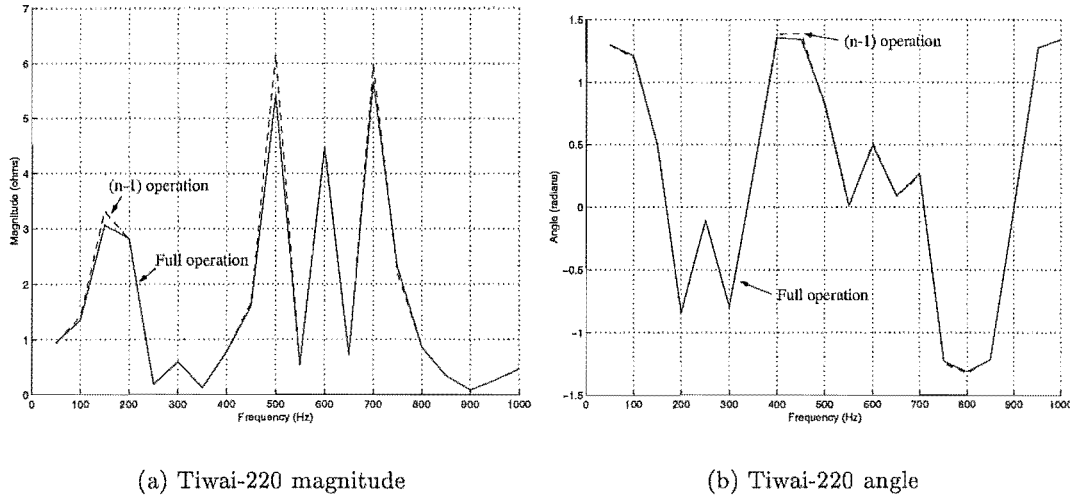 7
6
5
4
3
2
1
0
Magnitude (ohms)
(n-1) operation
Full operation
0 100 200 300 400 500 600 700 800 900 1000
Frequency (Hz)
(a) Tiwai-220 magnitude
1.5
1
0.5
0
−0.5
−1
−1.5
Angle (radians)
(n-1) operation
Full operation
0 100 200 300 400 500 600 700 800 900 1000
Frequency (Hz)
(b) Tiwai-220 angle